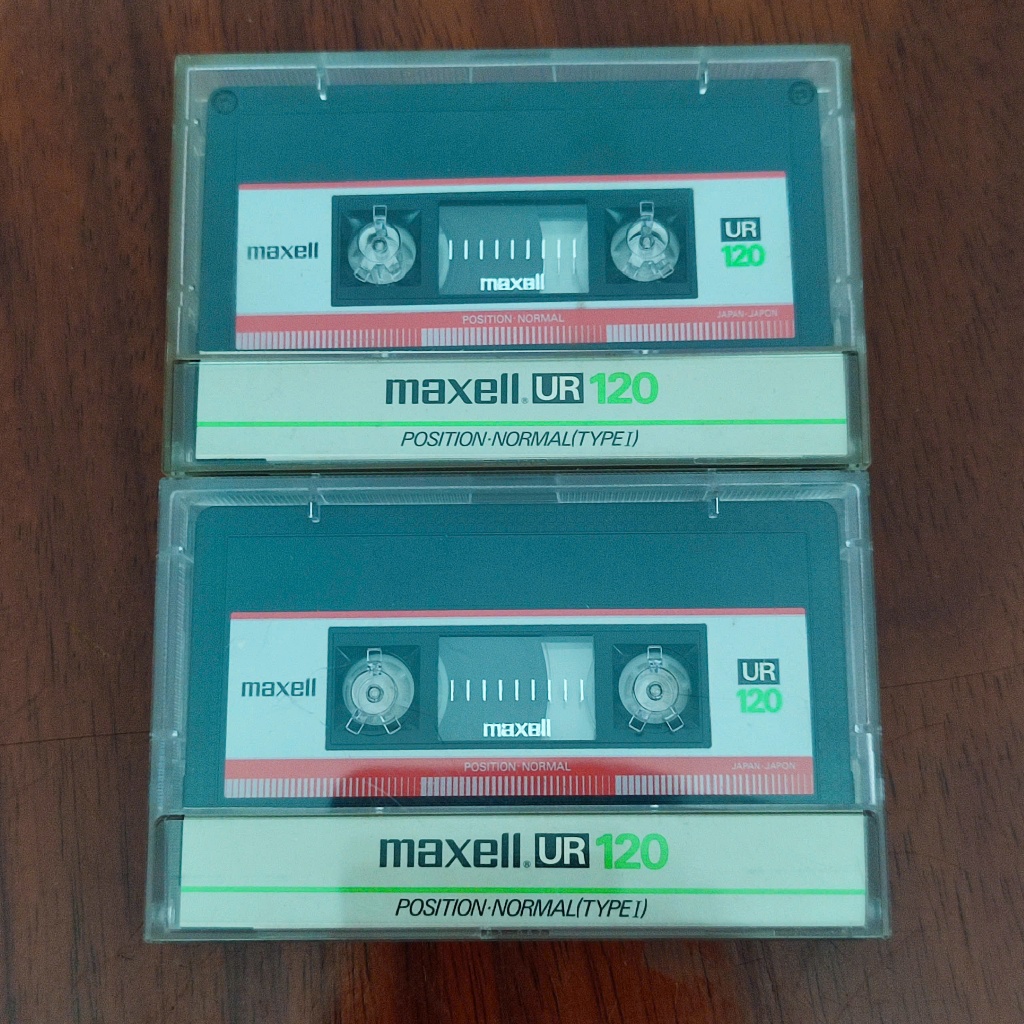 maxell
maxell
UR
120
POSITION·NORMAL
JAPAN-JAPON
maxell® UR 120
POSITION·NORMAL(TYPE I)
maxell
maxell
UR
120
POSITION·NORMAL
JAPAN-JAPON
maxell® UR 120
POSITION·NORMAL(TYPE I)